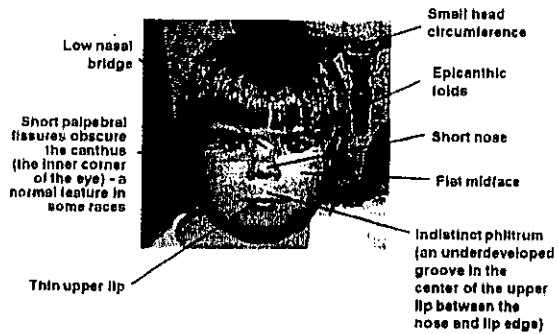 Small head
circumference
Low nasal
bridge
Epicanthic
folds
Short palpebral
fissures obscure
the canthus
(the inner corner
of the eye) - a
normal feature in
some races
Short nose
Flat midface
Indistinct philtrum
(an underdeveloped
groove in the
center of the upper
lip between the
nose and lip edge)
Thin upper lip